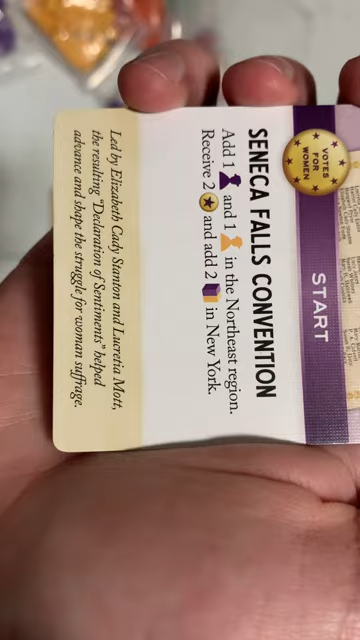 VOTES
FOR
WOMEN
START
SENECA FALLS CONVENTION
Add 1 and 1 in the Northeast region.
Receive 2 and add 2 in New York.
Led by Elizabeth Cady Stanton and Lucretia Mott,
the resulting "Declaration of Sentiments" helped
advance and shape the struggle for woman suffrage.